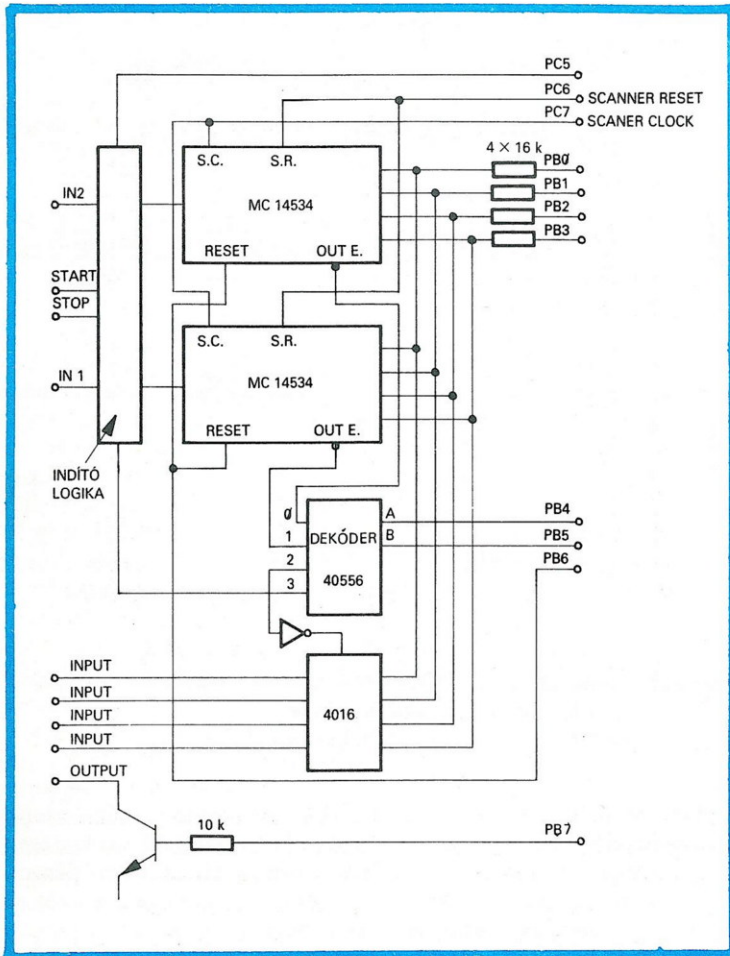 PC5
PC6
SCANNER RESET
PC7
SCANER CLOCK
4 × 16 k
PB0
S.C.
S.R.
PB1
IN2
MC 14534
PB2
PB3
RESET
OUT E.
START
STOP
S.C.
S.R.
IN 1
MC 14534
RESET
OUT E.
INDÍTÓ
LOGIKA
0
A
PB4
1
DEKÓDER
B
PB5
2
PB6
3
40556
INPUT
INPUT
4016
INPUT
INPUT
OUTPUT
10 k
PB7